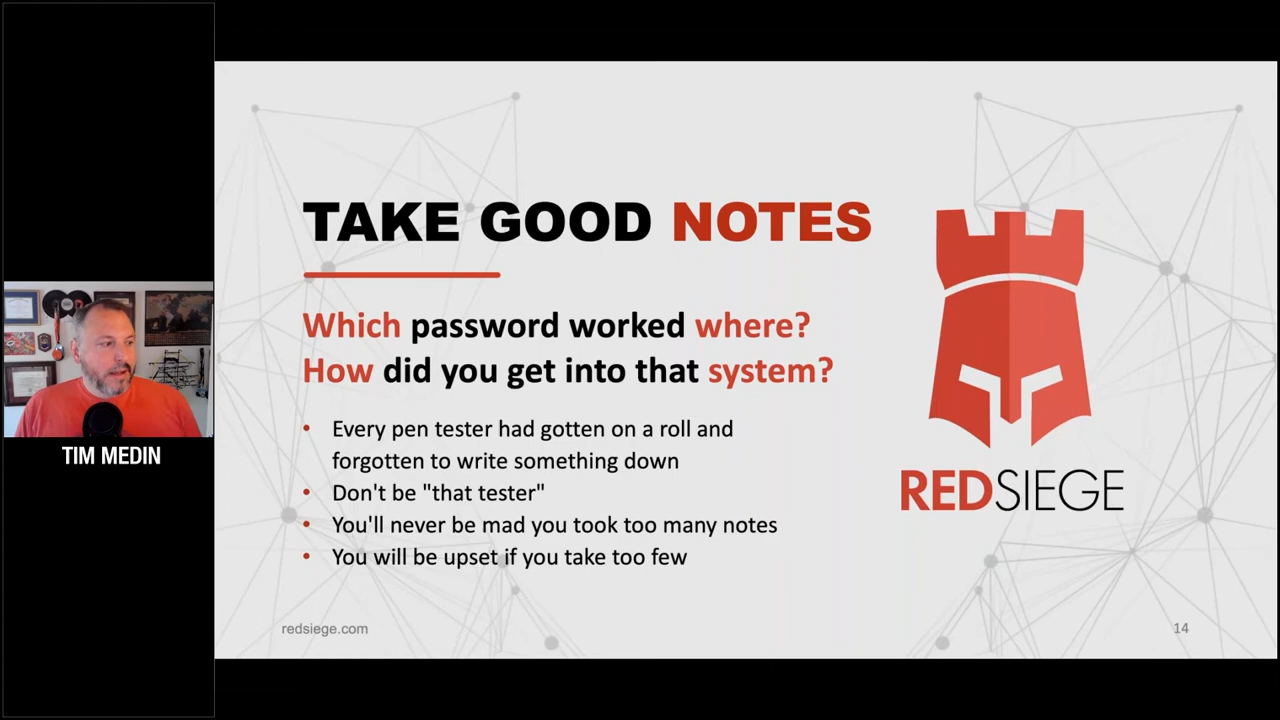 TIM MEDIN
TAKE GOOD NOTES
Which password worked where?
How did you get into that system?
• Every pen tester had gotten on a roll and
forgotten to write something down
• Don't be "that tester"
• You'll never be mad you took too many notes
• You will be upset if you take too few
REDSIEGE
redsiege.com
14